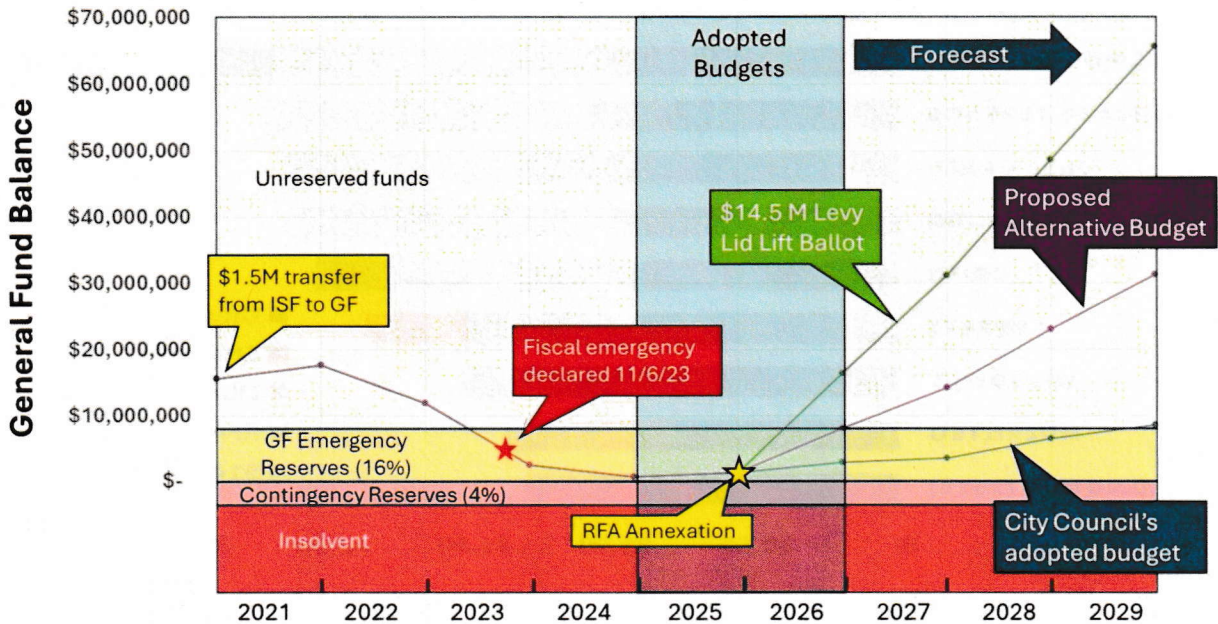 General Fund Balance
$70,000,000
$60,000,000
$50,000,000
$40,000,000
$30,000,000
$20,000,000
$10,000,000
$-
Adopted
Budgets
Forecast
Unreserved funds
$1.5M transfer
from ISF to GF
Fiscal emergency
declared 11/6/23
$14.5 M Levy
Lid Lift Ballot
Proposed
Alternative Budget
GF Emergency
Reserves (16%)
Contingency Reserves (4%)
Insolvent
RFA Annexation
City Council's
adopted budget
2021
2022
2023
2024
2025
2026
2027
2028
2029